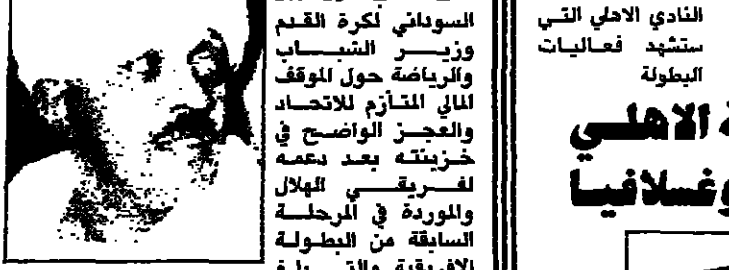 النادي الاهلي التي
ستشهد فعاليات
البطولة
الاهلي
وغسلافيا
السوداني لكرة القدم
وزير الشباب
والرياضة حول الموقف
المالي المتأزم للاتحاد
والعجز الواضح في
خزينته بعد دعمه
لفريقي الهلال
والموردة في المرحلة
السابقة من البطولة
الافريقية